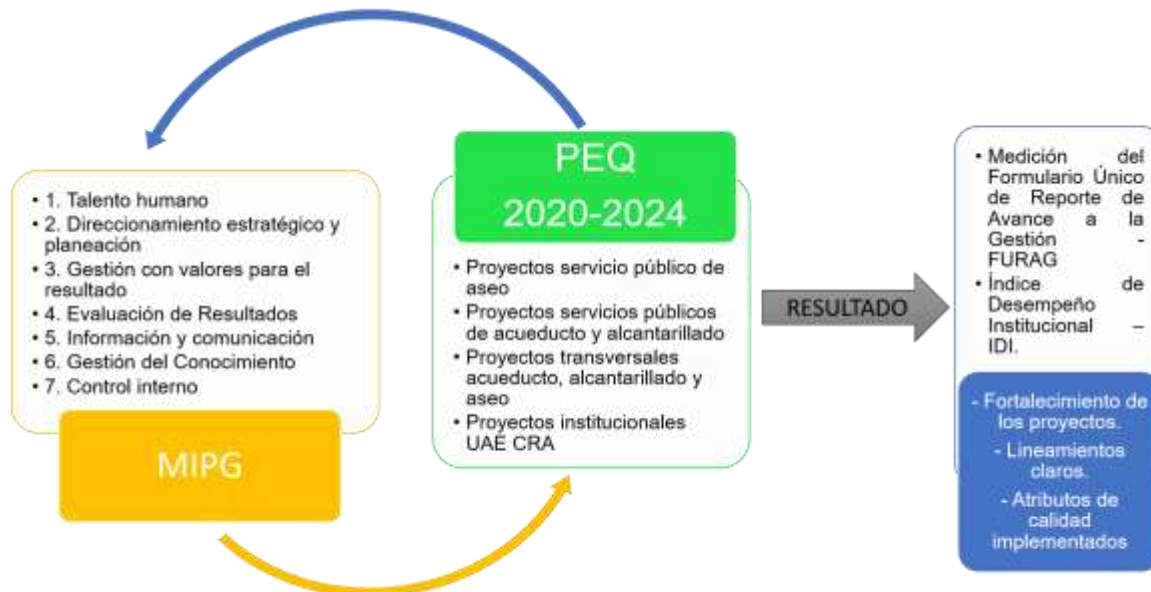 • 1. Talento humano
• 2. Direccionamiento estratégico y
planeación
• 3. Gestión con valores para el
resultado
• 4. Evaluación de Resultados
• 5. Información y comunicación
• 6. Gestión del Conocimiento
• 7. Control interno
MIPG
PEQ
2020-2024
• Proyectos servicio público de
aseo
• Proyectos servicios públicos
de acueducto y alcantarillado
• Proyectos transversales
acueducto, alcantarillado y
aseo
• Proyectos institucionales
UAE CRA
RESULTADO
• Medición del
Formulario Único
de Reporte de
Avance a la
Gestión -
FURAG
• Índice de
Desempeño
Institucional –
IDI.
- Fortalecimiento de
los proyectos.
- Lineamientos
claros.
- Atributos de
calidad
implementados